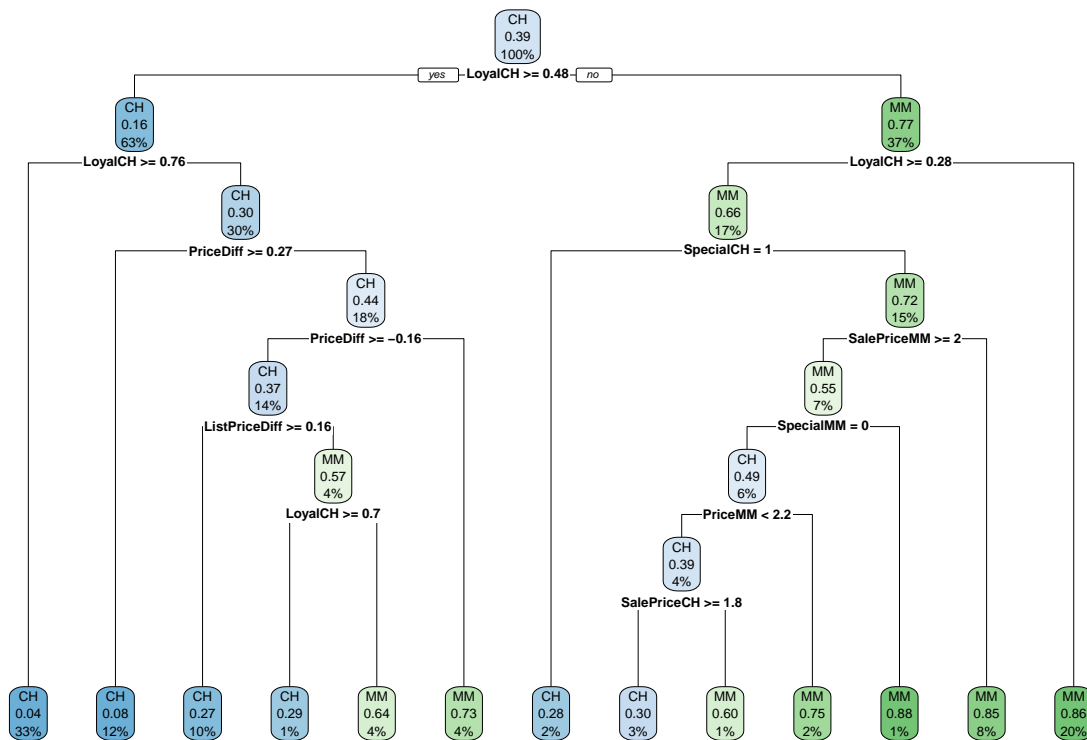 CH
0.39
100%
yes LoyalCH >= 0.48 no
CH
0.16
63%
LoyalCH >= 0.76
MM
0.77
37%
LoyalCH >= 0.28
CH
0.30
30%
PriceDiff >= 0.27
MM
0.66
17%
SpecialCH = 1
CH
0.44
18%
PriceDiff >= −0.16
MM
0.72
15%
SalePriceMM >= 2
CH
0.37
14%
ListPriceDiff >= 0.16
MM
0.55
7%
SpecialMM = 0
MM
0.57
4%
LoyalCH >= 0.7
CH
0.49
6%
PriceMM < 2.2
CH
0.39
4%
SalePriceCH >= 1.8
CH
0.04
33%
CH
0.08
12%
CH
0.27
10%
CH
0.29
1%
MM
0.64
4%
MM
0.73
4%
CH
0.28
2%
CH
0.30
3%
MM
0.60
1%
MM
0.75
2%
MM
0.88
1%
MM
0.85
8%
MM
0.86
20%